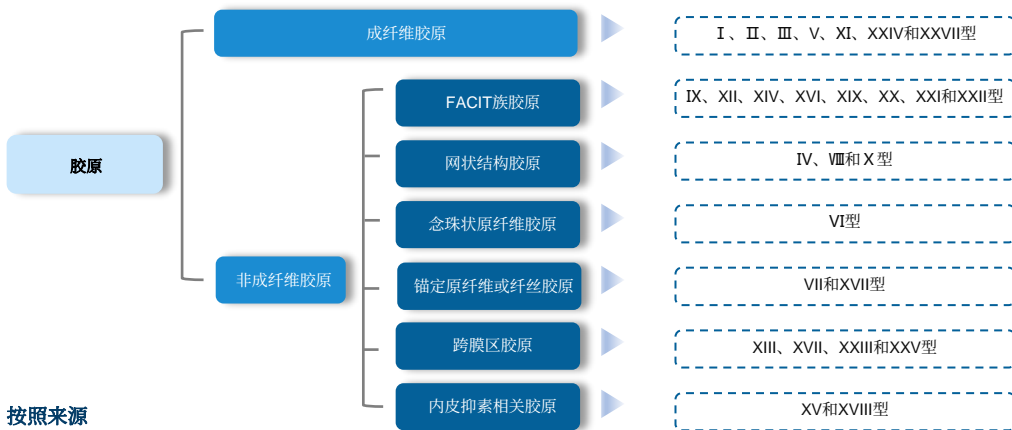 成纤维胶原
Ⅰ、Ⅱ、Ⅲ、V、XI、XXIV和XXVII型
FACIT族胶原
IX、XII、XIV、XVI、XIX、XX、XXI和XXII型
胶原
网状结构胶原
IV、Ⅷ和Ⅹ型
念珠状原纤维胶原
VI型
非成纤维胶原
锚定原纤维或纤丝胶原
VII和XVII型
跨膜区胶原
XIII、XVII、XXIII和XXV型
内皮抑素相关胶原
XV和XVIII型
按照来源